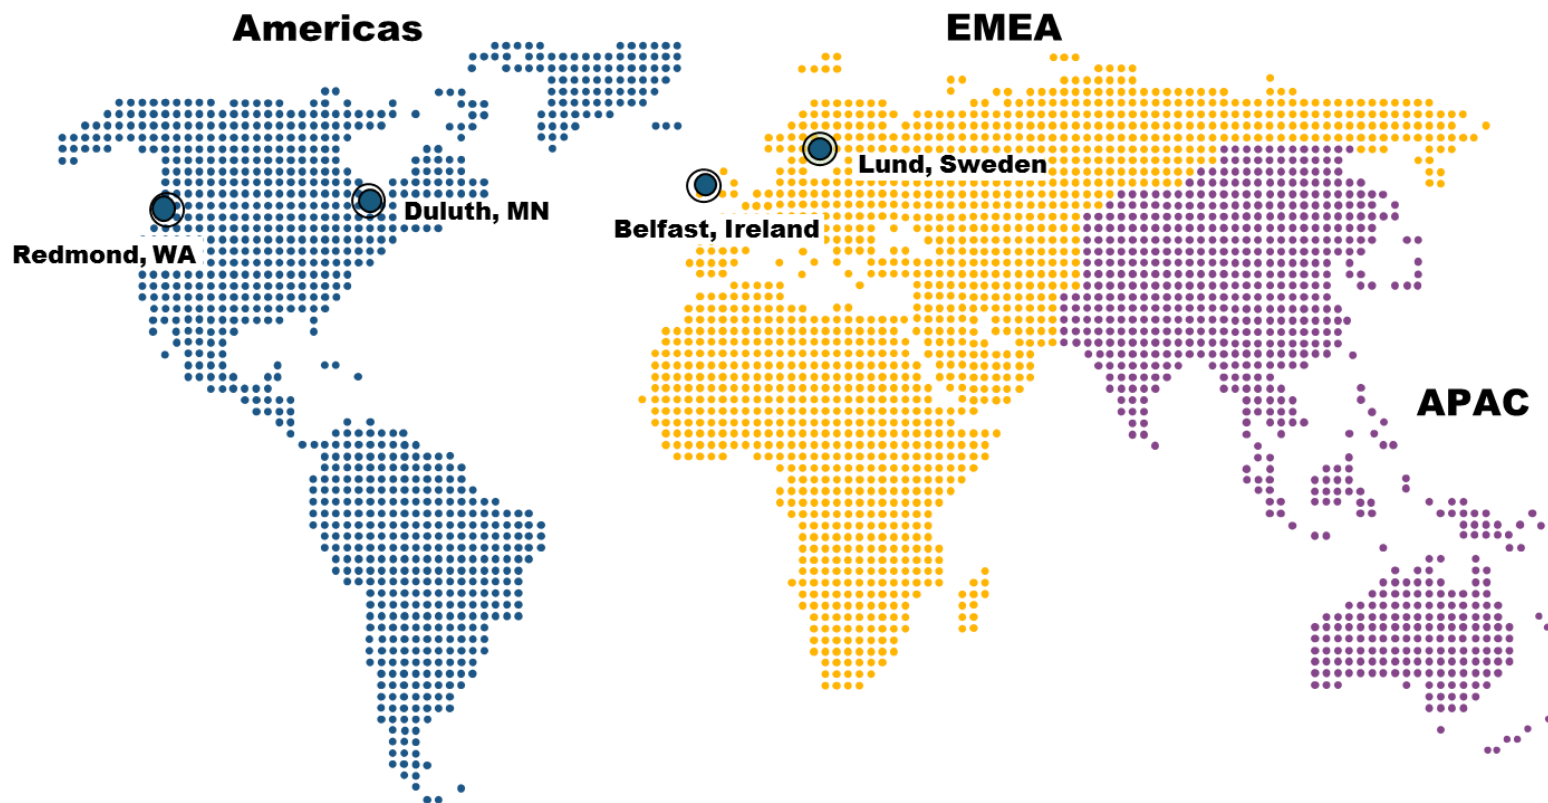 Americas
EMEA
Lund, Sweden
Duluth, MN
Belfast, Ireland
Redmond, WA
APAC